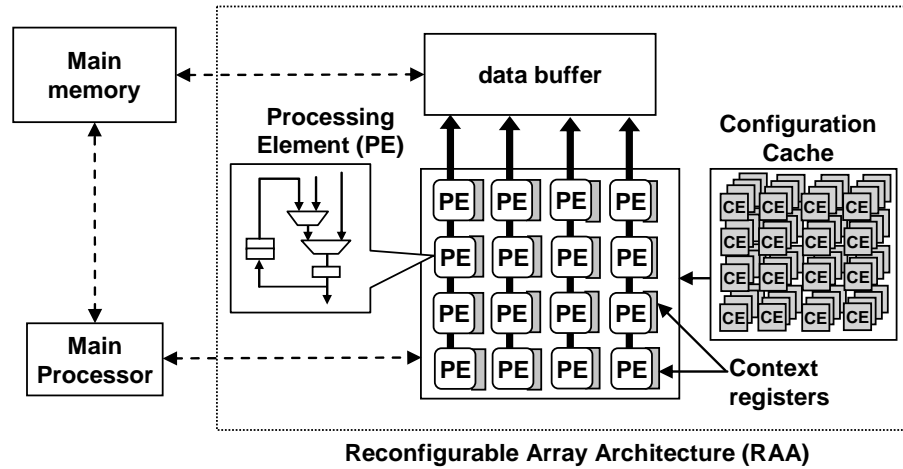 Main
memory
data buffer
Processing
Element (PE)
Configuration
Cache
PE PE PE PE
PE PE PE PE
PE PE PE PE
PE PE PE PE
CE CE CE CE
CE CE CE CE
CE CE CE CE
CE CE CE CE
Main
Processor
Context
registers
Reconfigurable Array Architecture (RAA)